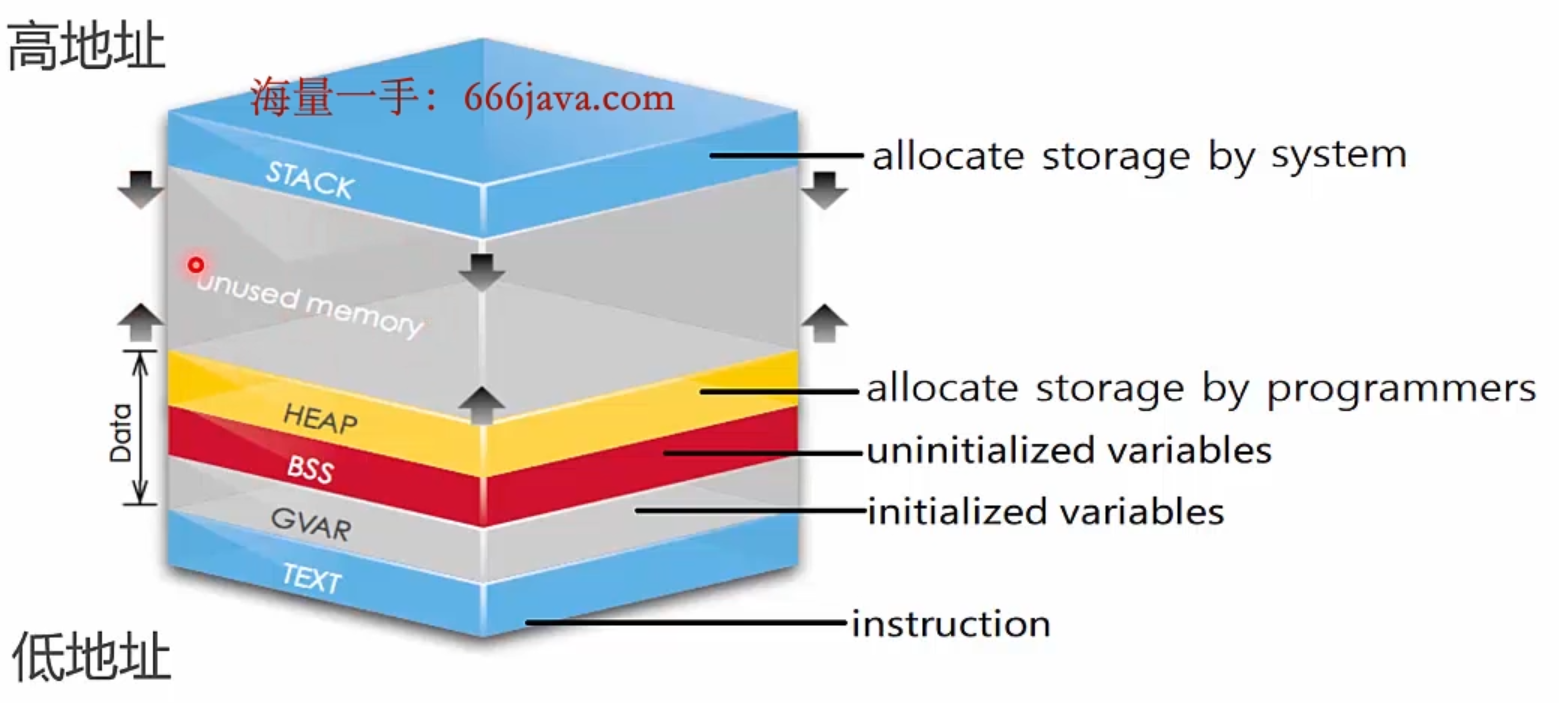 高地址
海量一手：666java.com
STACK
allocate storage by system
unused memory
Data
HEAP
allocate storage by programmers
BSS
uninitialized variables
GVAR
initialized variables
TEXT
instruction
低地址